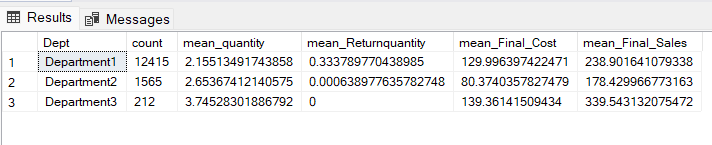 Results Messages
Dept count mean_quantity mean_Returnquantity mean_Final_Cost mean_Final_Sales
1 Department1 12415 2.15513491743858 0.333789770438985 129.996397422471 238.901641079338
2 Department2 1565 2.65367412140575 0.000638977635782748 80.3740357827479 178.429966773163
3 Department3 212 3.74528301886792 0 139.36141509434 339.543132075472